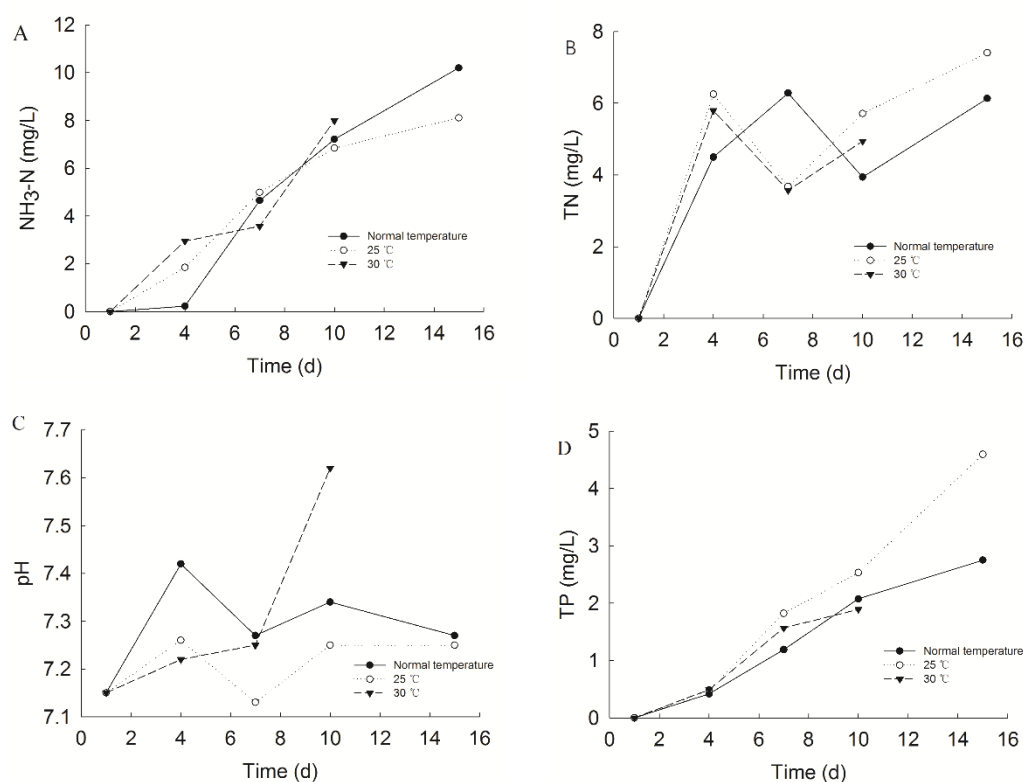 A
12
10
8
6
4
2
0
NH3-N (mg/L)
Normal temperature
25 ℃
30 ℃
0 2 4 6 8 10 12 14 16
Time (d)
B
8
6
4
2
0
TN (mg/L)
Normal temperature
25 ℃
30 ℃
0 2 4 6 8 10 12 14 16
Time (d)
C
7.7
7.6
7.5
7.4
7.3
7.2
7.1
pH
Normal temperature
25 ℃
30 ℃
0 2 4 6 8 10 12 14 16
Time (d)
D
5
4
3
2
1
0
TP (mg/L)
Normal temperature
25 ℃
30 ℃
0 2 4 6 8 10 12 14 16
Time (d)